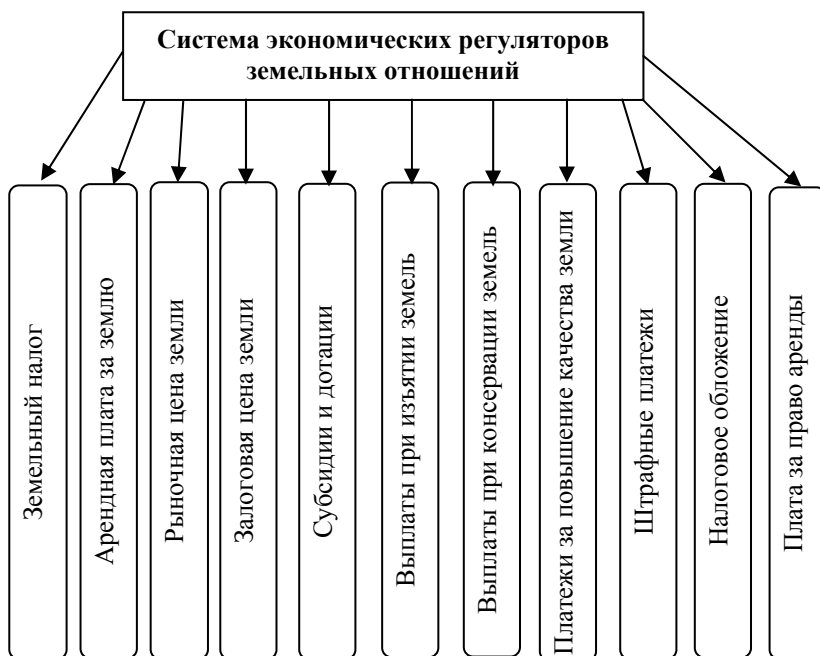 Система экономических регуляторов
земельных отношений
Земельный налог
Арендная плата за землю
Рыночная цена земли
Залоговая цена земли
Субсидии и дотации
Выплаты при изъятии земель
Выплаты при консервации земель
Платежи за повышение качества земли
Штрафные платежи
Налоговое обложение
Плата за право аренды